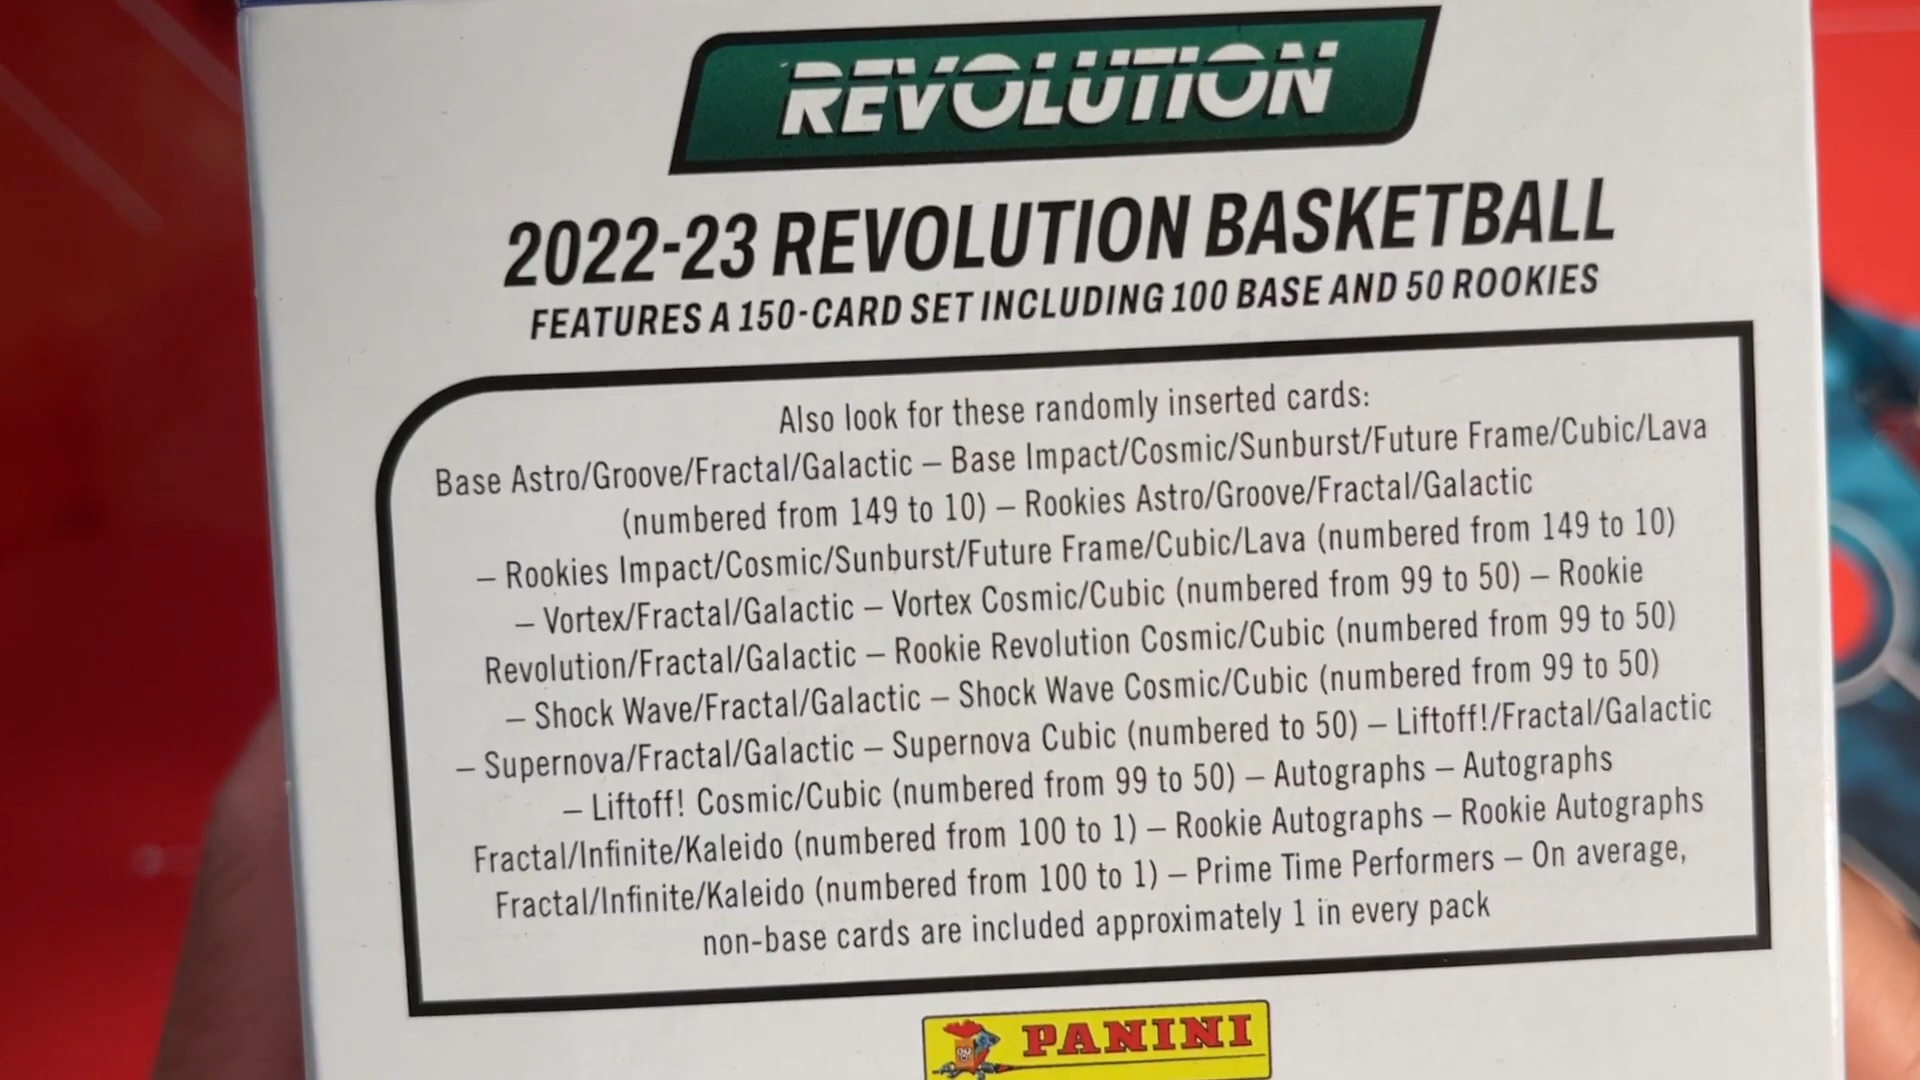 REVOLUTION
2022-23 REVOLUTION BASKETBALL
FEATURES A 150-CARD SET INCLUDING 100 BASE AND 50 ROOKIES
Also look for these randomly inserted cards:
Base Astro/Groove/Fractal/Galactic – Base Impact/Cosmic/Sunburst/Future Frame/Cubic/Lava
(numbered from 149 to 10) – Rookies Astro/Groove/Fractal/Galactic
– Rookies Impact/Cosmic/Sunburst/Future Frame/Cubic/Lava (numbered from 149 to 10)
– Vortex/Fractal/Galactic – Vortex Cosmic/Cubic (numbered from 99 to 50) – Rookie
Revolution/Fractal/Galactic – Rookie Revolution Cosmic/Cubic (numbered from 99 to 50)
– Shock Wave/Fractal/Galactic – Shock Wave Cosmic/Cubic (numbered from 99 to 50)
– Supernova/Fractal/Galactic – Supernova Cubic (numbered to 50) – Liftoff!/Fractal/Galactic
– Liftoff! Cosmic/Cubic (numbered from 99 to 50) – Autographs – Autographs
Fractal/Infinite/Kaleido (numbered from 100 to 1) – Rookie Autographs – Rookie Autographs
Fractal/Infinite/Kaleido (numbered from 100 to 1) – Prime Time Performers – On average,
non-base cards are included approximately 1 in every pack
PANINI